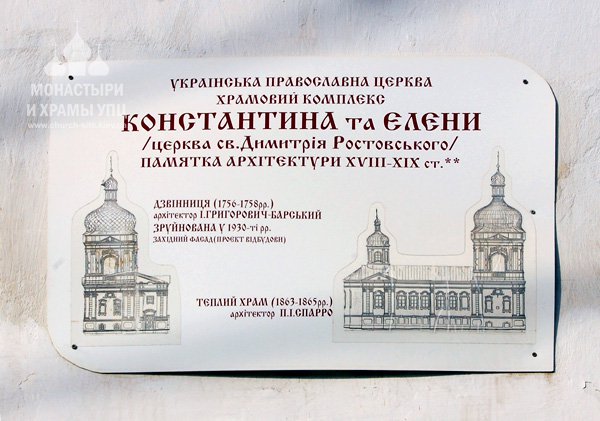 МОНАСТЫРИ
И ХРАМЫ УПЦ
УКРАЇНСЬКА ПРАВОСЛАВНА ЦЕРКВА
ХРАМОВИЙ КОМПЛЕКС
КОНСТАНТИНА ТА ЕЛЕНИ
/ЦЕРКВА СВ.ДИМИТРІЯ РОСТОВСЬКОГО/
ПАМЯТКА АРХІТЕКТУРИ XVIII-XIX СТ.**
ДЗВІННИЦЯ (1756-1758рр.)
АРХІТЕКТОР І.ГРИГОРОВИЧ-БАРСЬКИЙ
ЗРУЙНОВАНА У 1930-ті рр.
ЗАХІДНИЙ ФАСАД(ПРОЕКТ ВІДБУДОВИ)
ТЕПЛИЙ ХРАМ (1863-1865рр.)
АРХІТЕКТОР П.І.СПАРРО